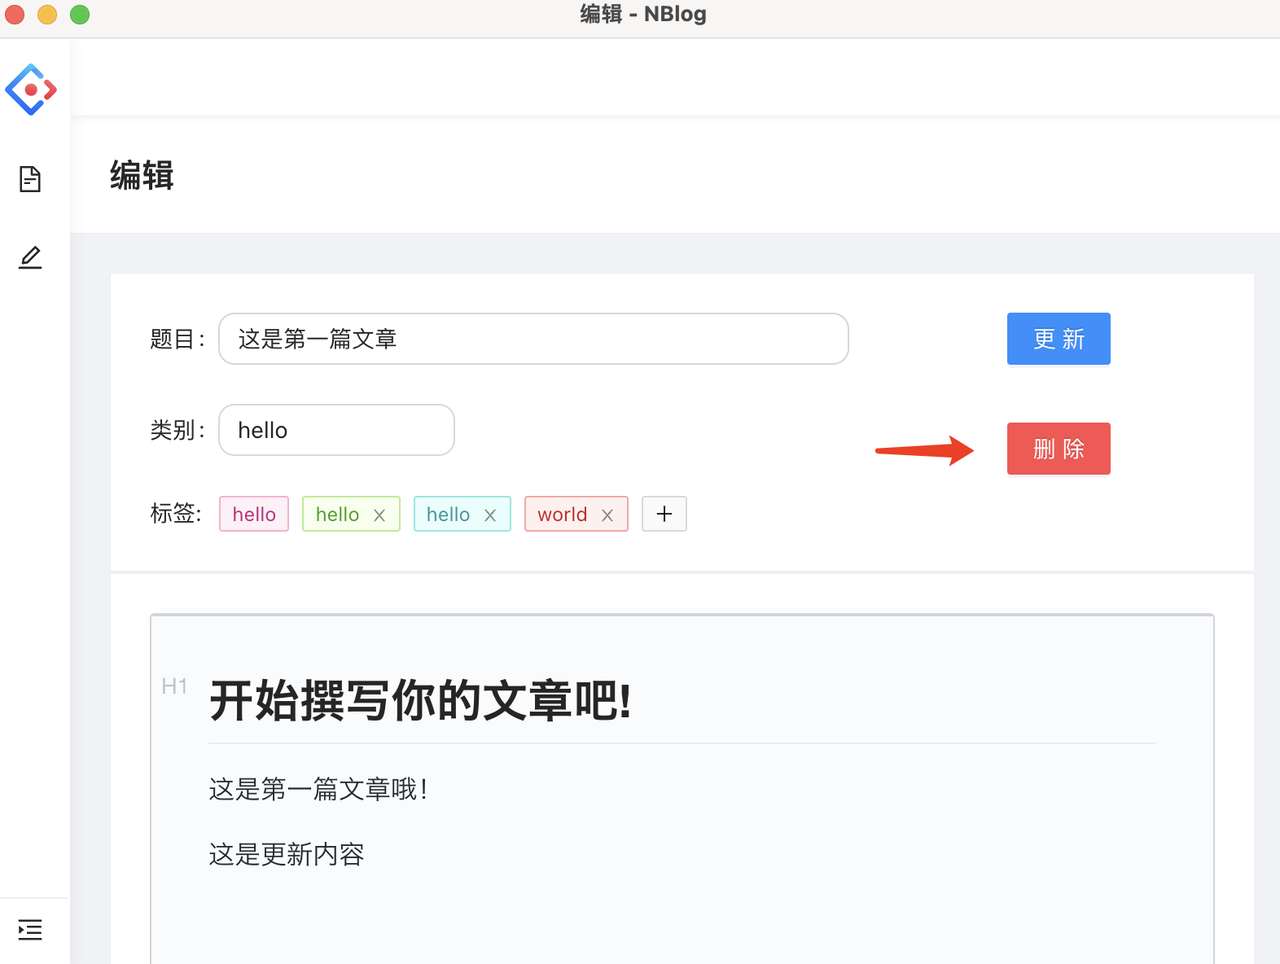 编辑 - NBlog
编辑
题目： 这是第一篇文章 更 新
类别： hello
删 除
标签: hello hello × hello × world × +
H1 开始撰写你的文章吧!
这是第一篇文章哦！
这是更新内容